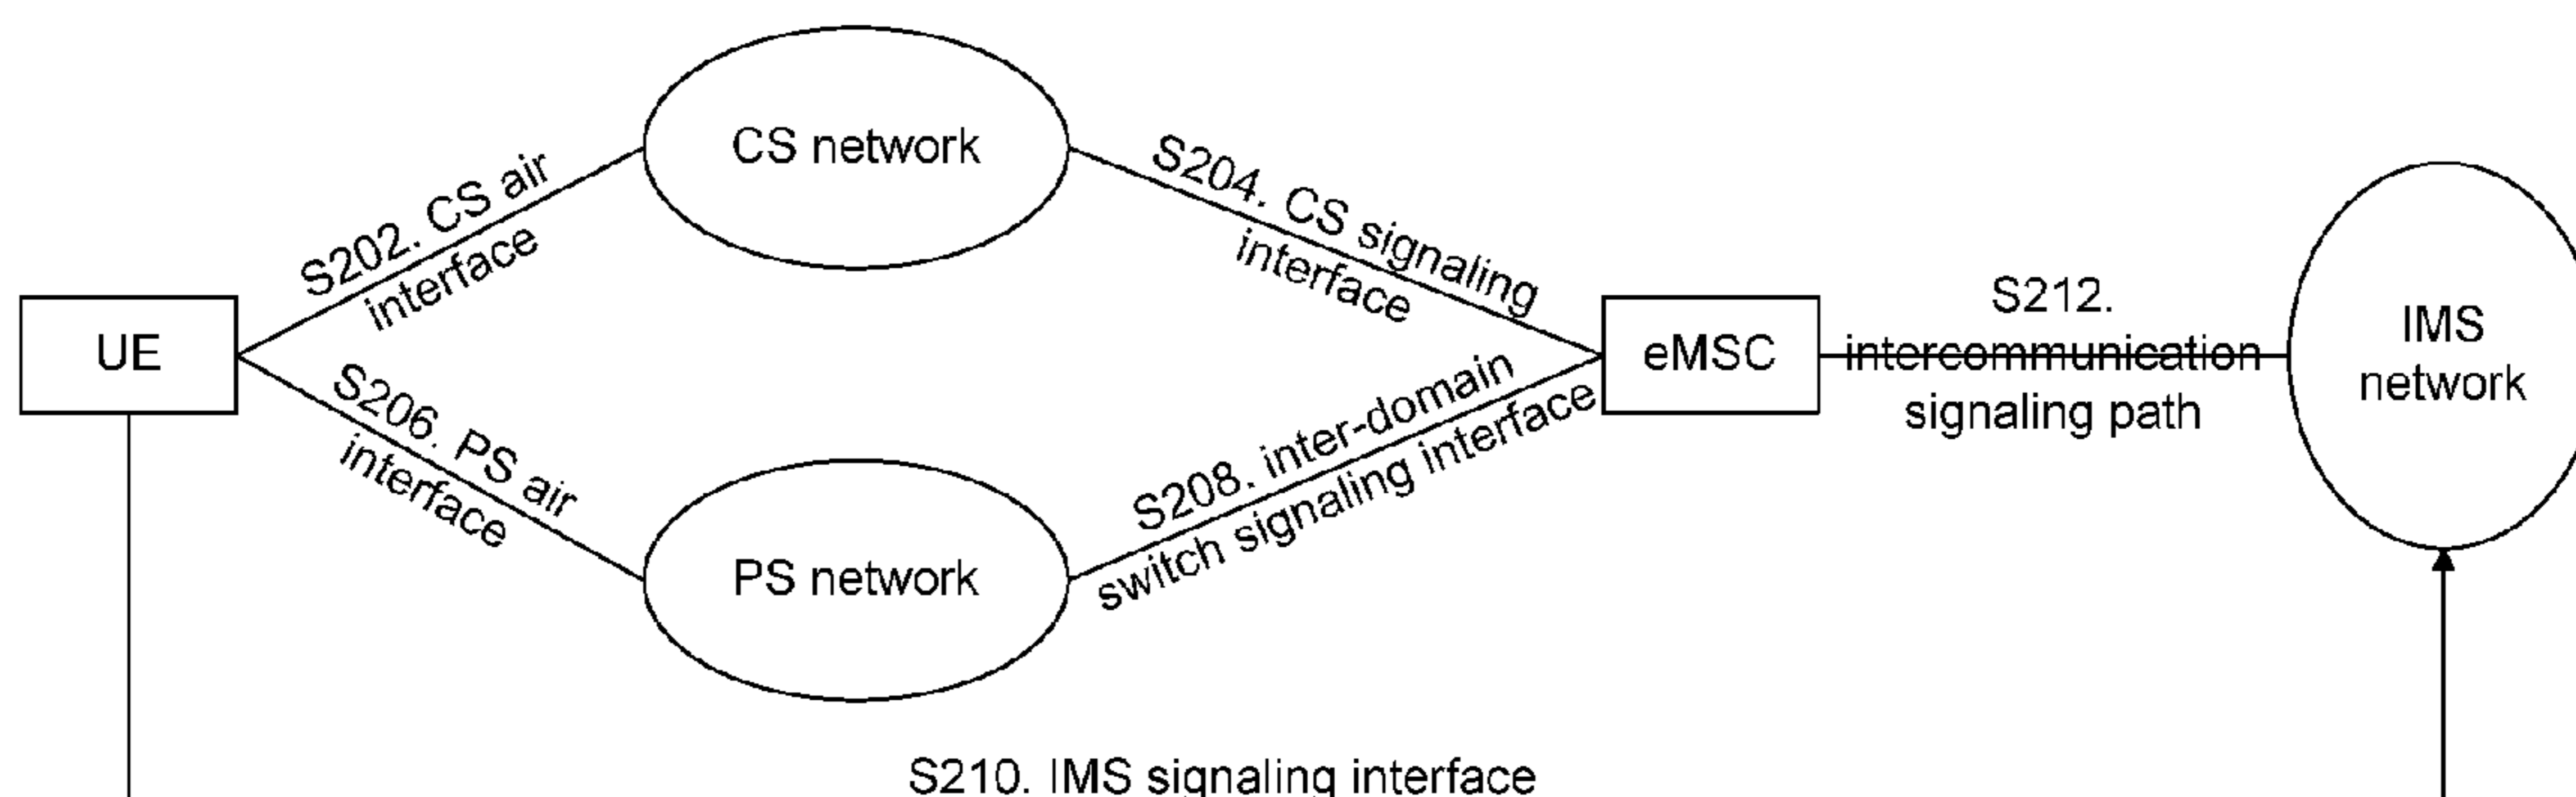 CS network
S202. CS air
interface
S204. CS signaling
interface
UE
eMSC
S212.
intercommunication
signaling path
IMS
network
S206. PS air
interface
S208. inter-domain
switch signaling interface
PS network
S210. IMS signaling interface